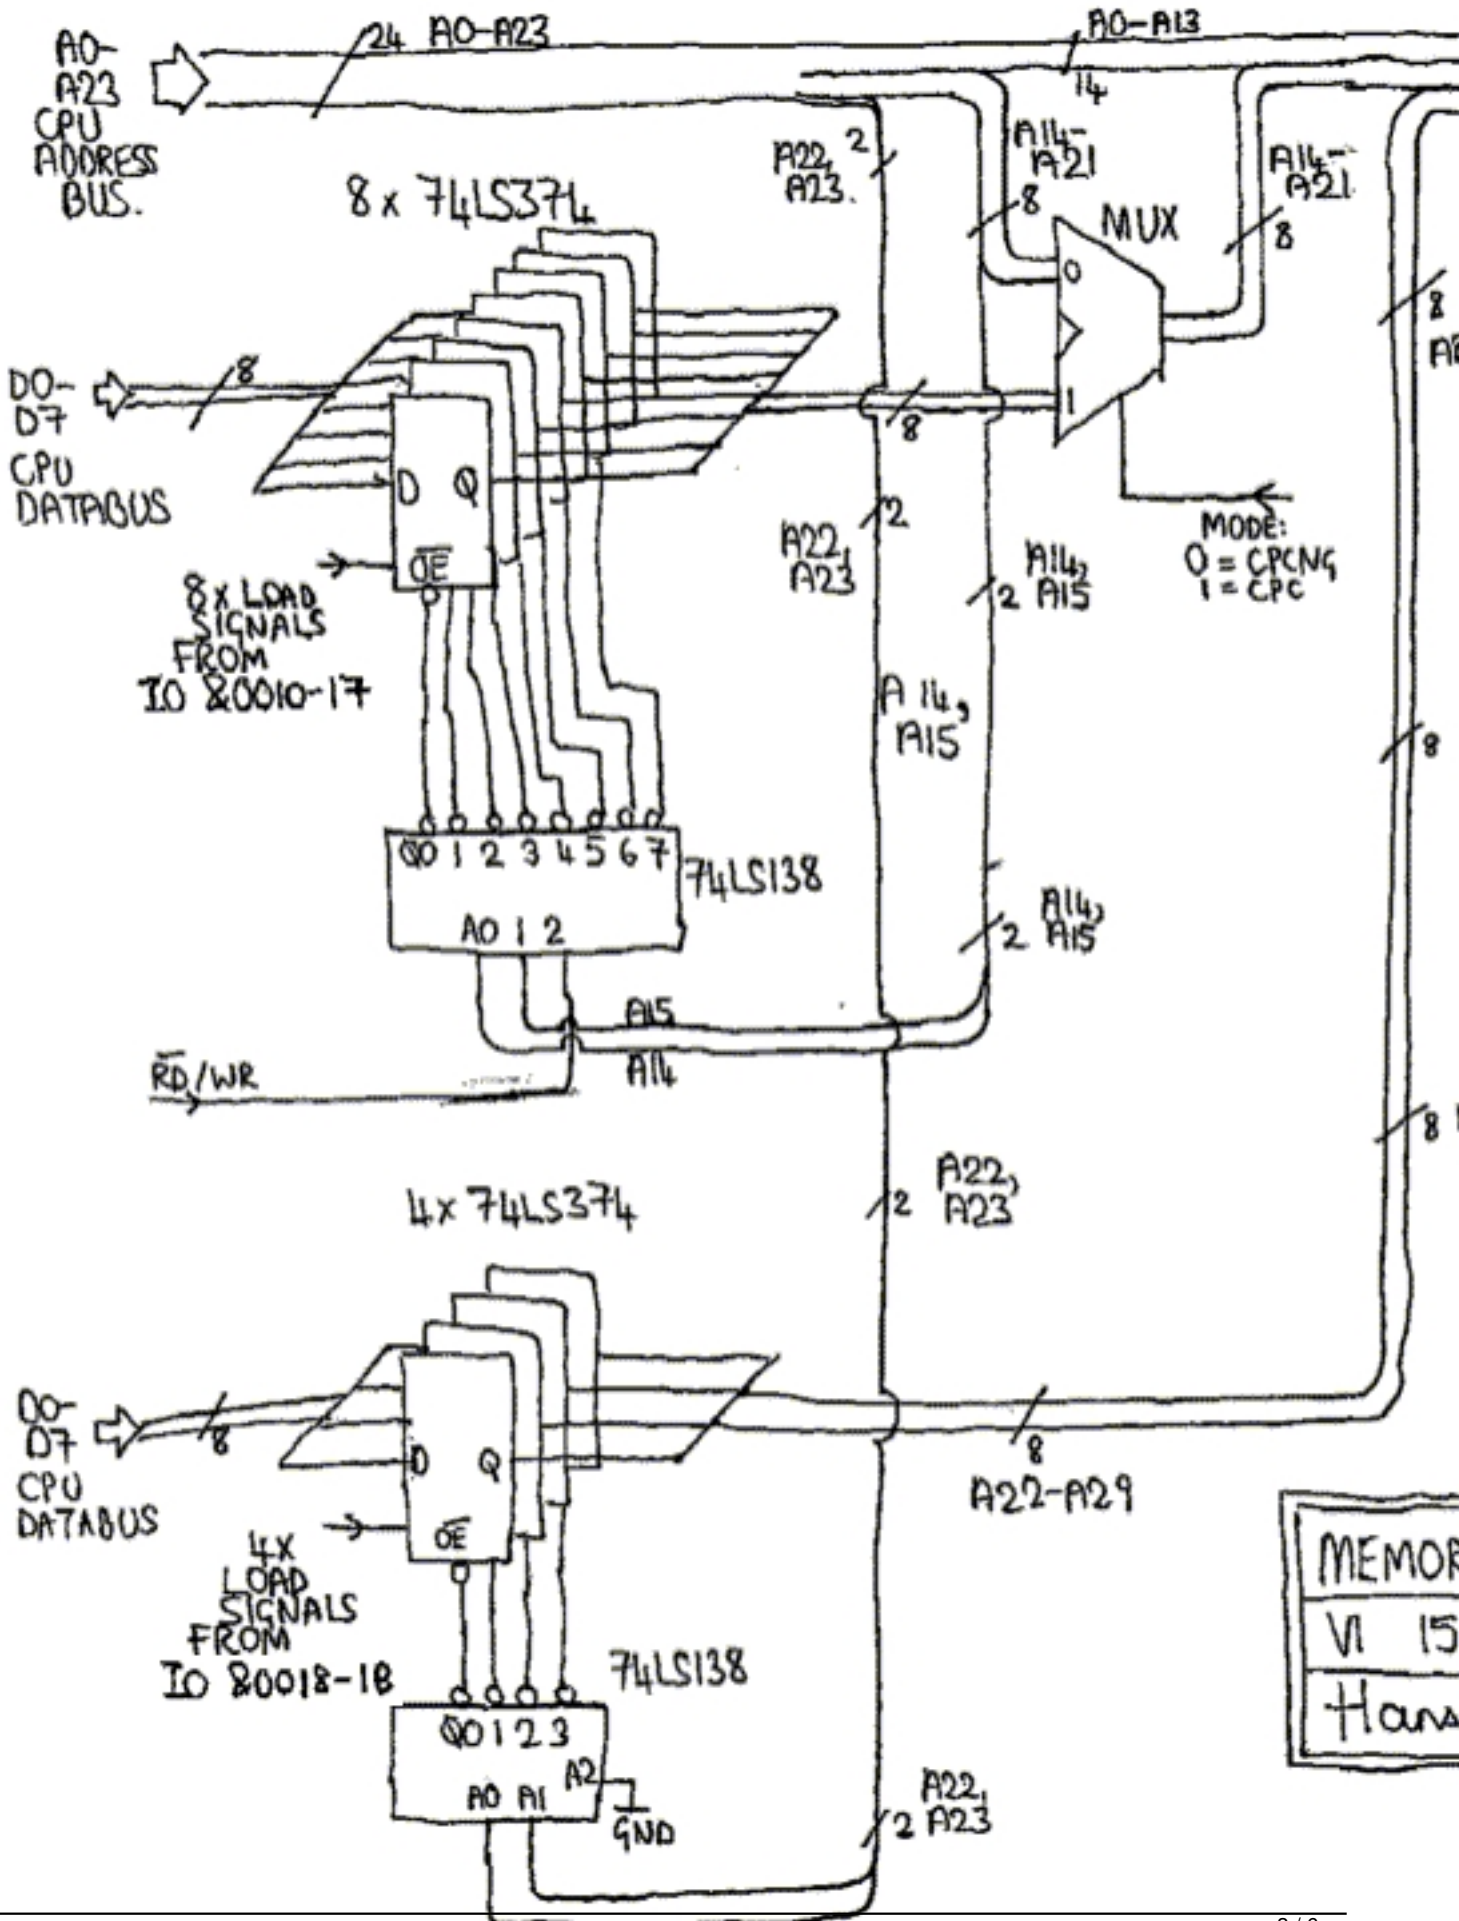 A0-
A23
CPU
ADDRESS
BUS.
24 A0-A23
A0-A13
14
A22, 2
A23.
A14-
A21
8
MUX
0
1
A14-
A21
8
8
8 x 74LS374
D0-
D7
CPU
DATABUS
8
8
D Q
OE
8 x LOAD
SIGNALS
FROM
IO &0010-17
2
A22,
A23
A14,
2 A15
MODE:
0 = CPCNG
1 = CPC
A14,
A15
8
Q0 1 2 3 4 5 6 7
74LS138
A0 1 2
A14,
2 A15
A15
A14
RD/WR
8
A22,
2 A23
4x 74LS374
D0-
D7
CPU
DATABUS
8
D Q
OE
8
A22-A29
4X
LOAD
SIGNALS
FROM
IO &0018-1B
74LS138
Q0 1 2 3
A2
A0 A1
GND
A22,
2 A23
MEMOR
V1 15
Hans